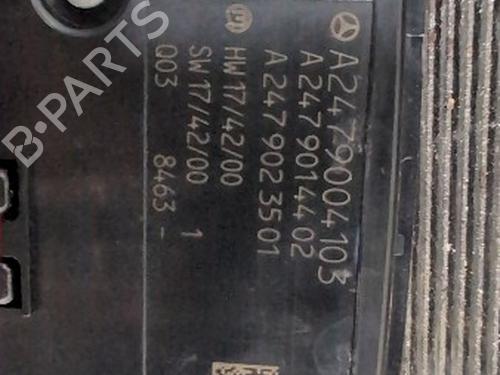 A2479004103
A 247 901 44 02
A 247 902 35 01
HW 17/42/00
SW 17/42/00 1
003 8463 -
B-PARTS